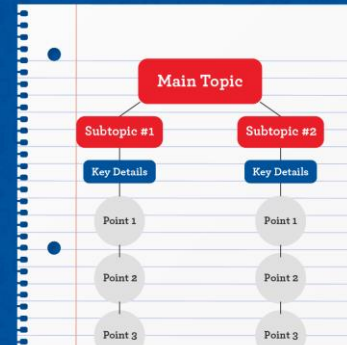 Main Topic
Subtopic #1
Subtopic #2
Key Details
Key Details
Point 1
Point 1
Point 2
Point 2
Point 3
Point 3